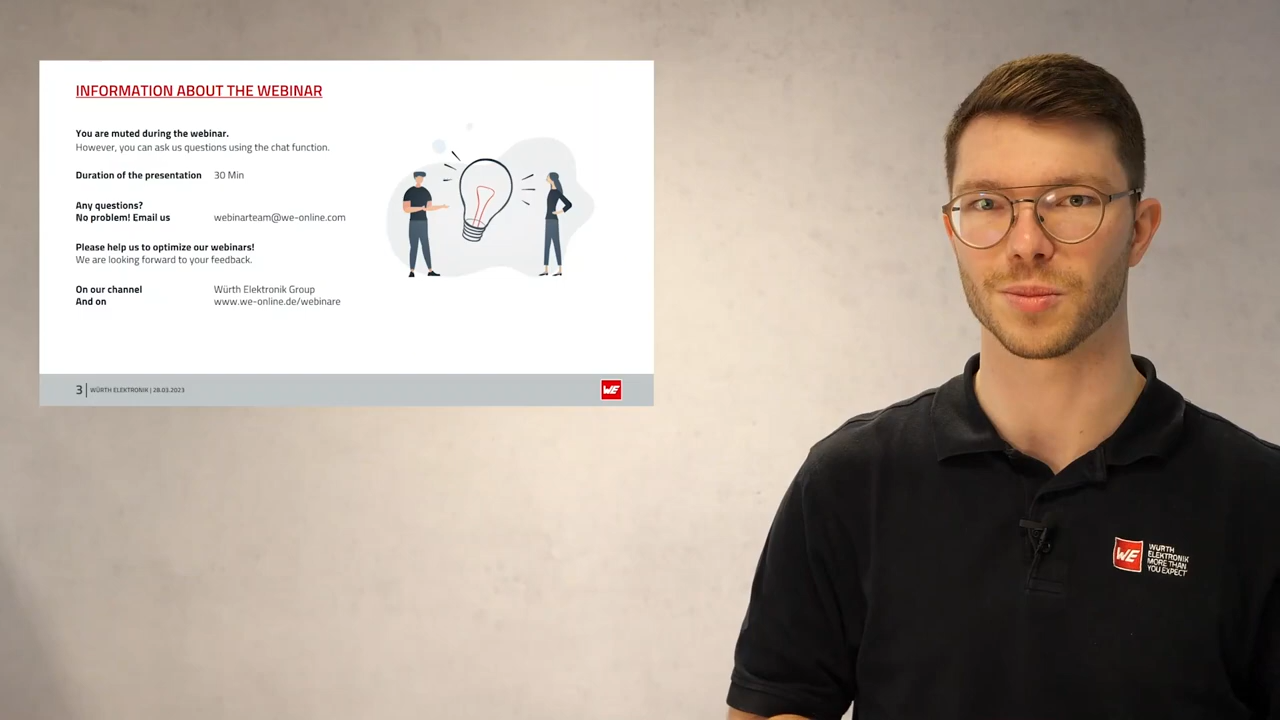 INFORMATION ABOUT THE WEBINAR
You are muted during the webinar.
However, you can ask us questions using the chat function.
Duration of the presentation 30 Min
Any questions?
No problem! Email us webinarteam@we-online.com
Please help us to optimize our webinars!
We are looking forward to your feedback.
On our channel Würth Elektronik Group
And on www.we-online.de/webinare
3 WÜRTH ELEKTRONIK | 28.03.2023
WE
WE
WÜRTH
ELEKTRONIK
MORE THAN
YOU EXPECT